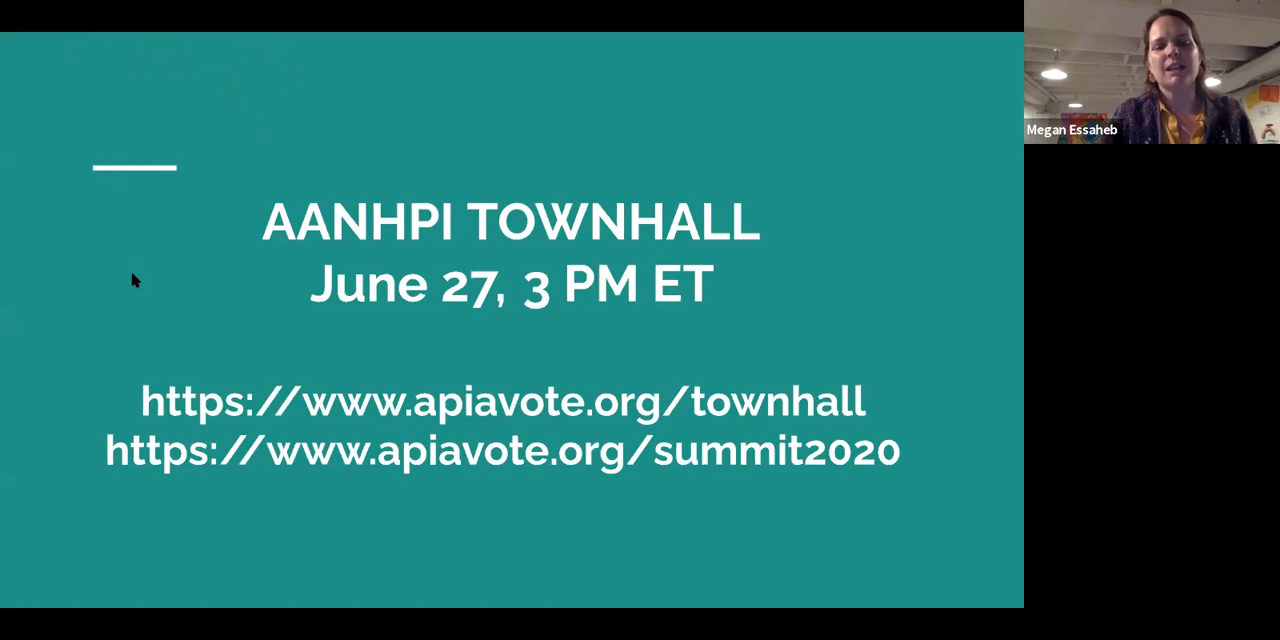 AANHPI TOWNHALL
June 27, 3 PM ET
https://www.apiavote.org/townhall
https://www.apiavote.org/summit2020
Megan Essaheb